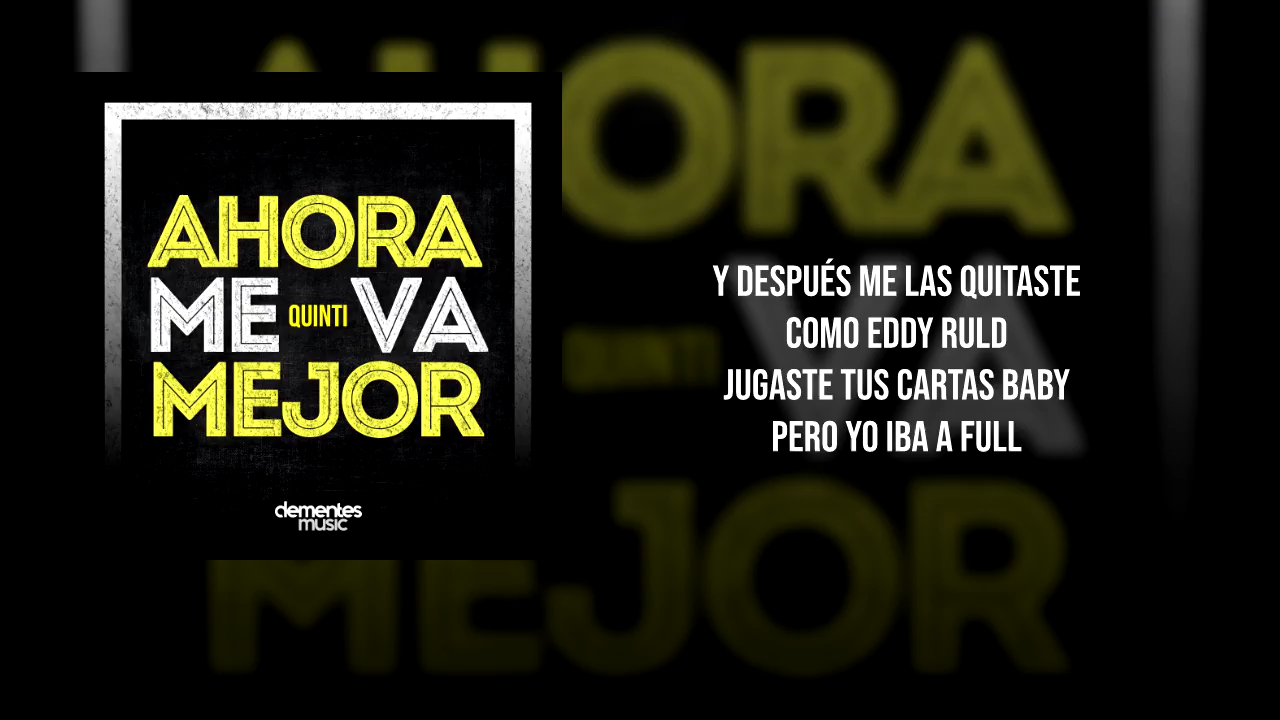 AHORA
ME QUINTI VA
MEJOR
dementes
music
Y DESPUÉS ME LAS QUITASTE
COMO EDDY RULD
JUGASTE TUS CARTAS BABY
PERO YO IBA A FULL